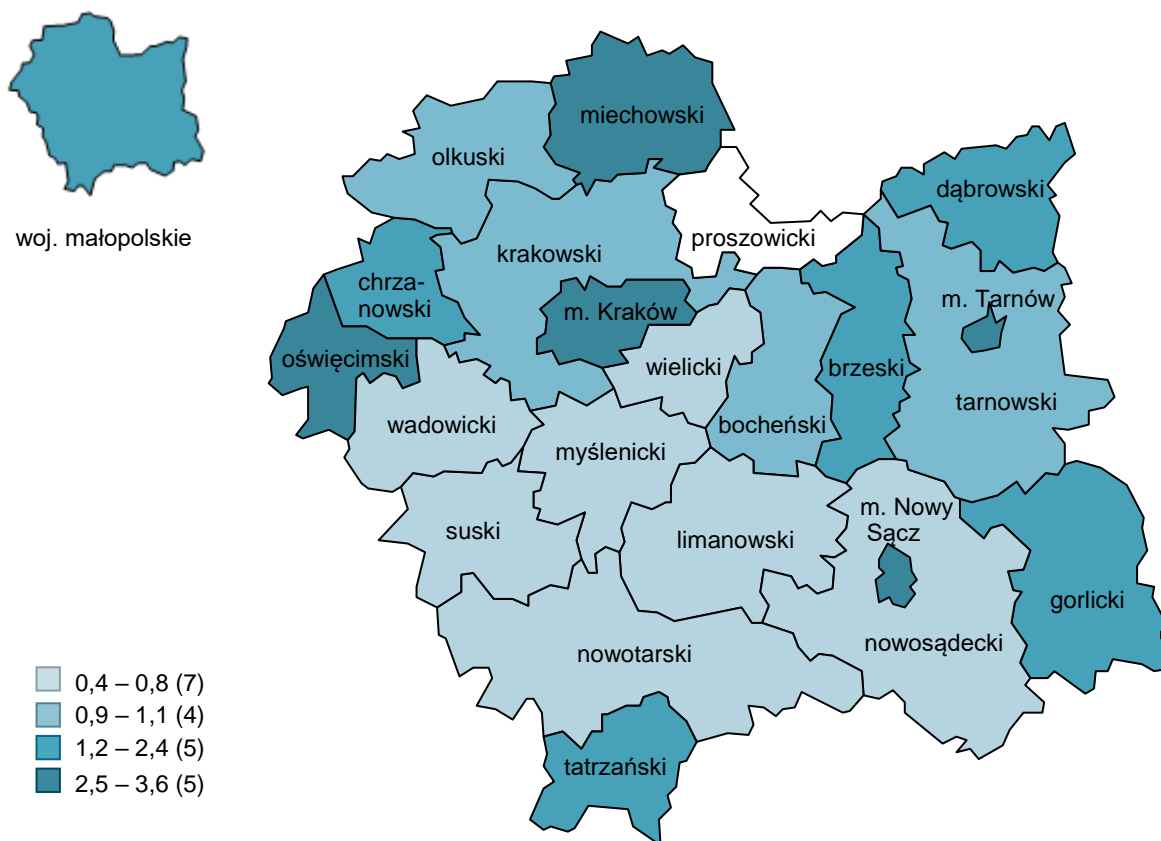 miechowski
olkuski
dąbrowski
woj. małopolskie
proszowicki
krakowski
chrza-
nowski
m. Kraków
m. Tarnów
oświęcimski
wielicki
brzeski
tarnowski
wadowicki
bocheński
myślenicki
m. Nowy
Sącz
suski
limanowski
gorlicki
nowosądecki
nowotarski
tatrzański
0,4 – 0,8 (7)
0,9 – 1,1 (4)
1,2 – 2,4 (5)
2,5 – 3,6 (5)